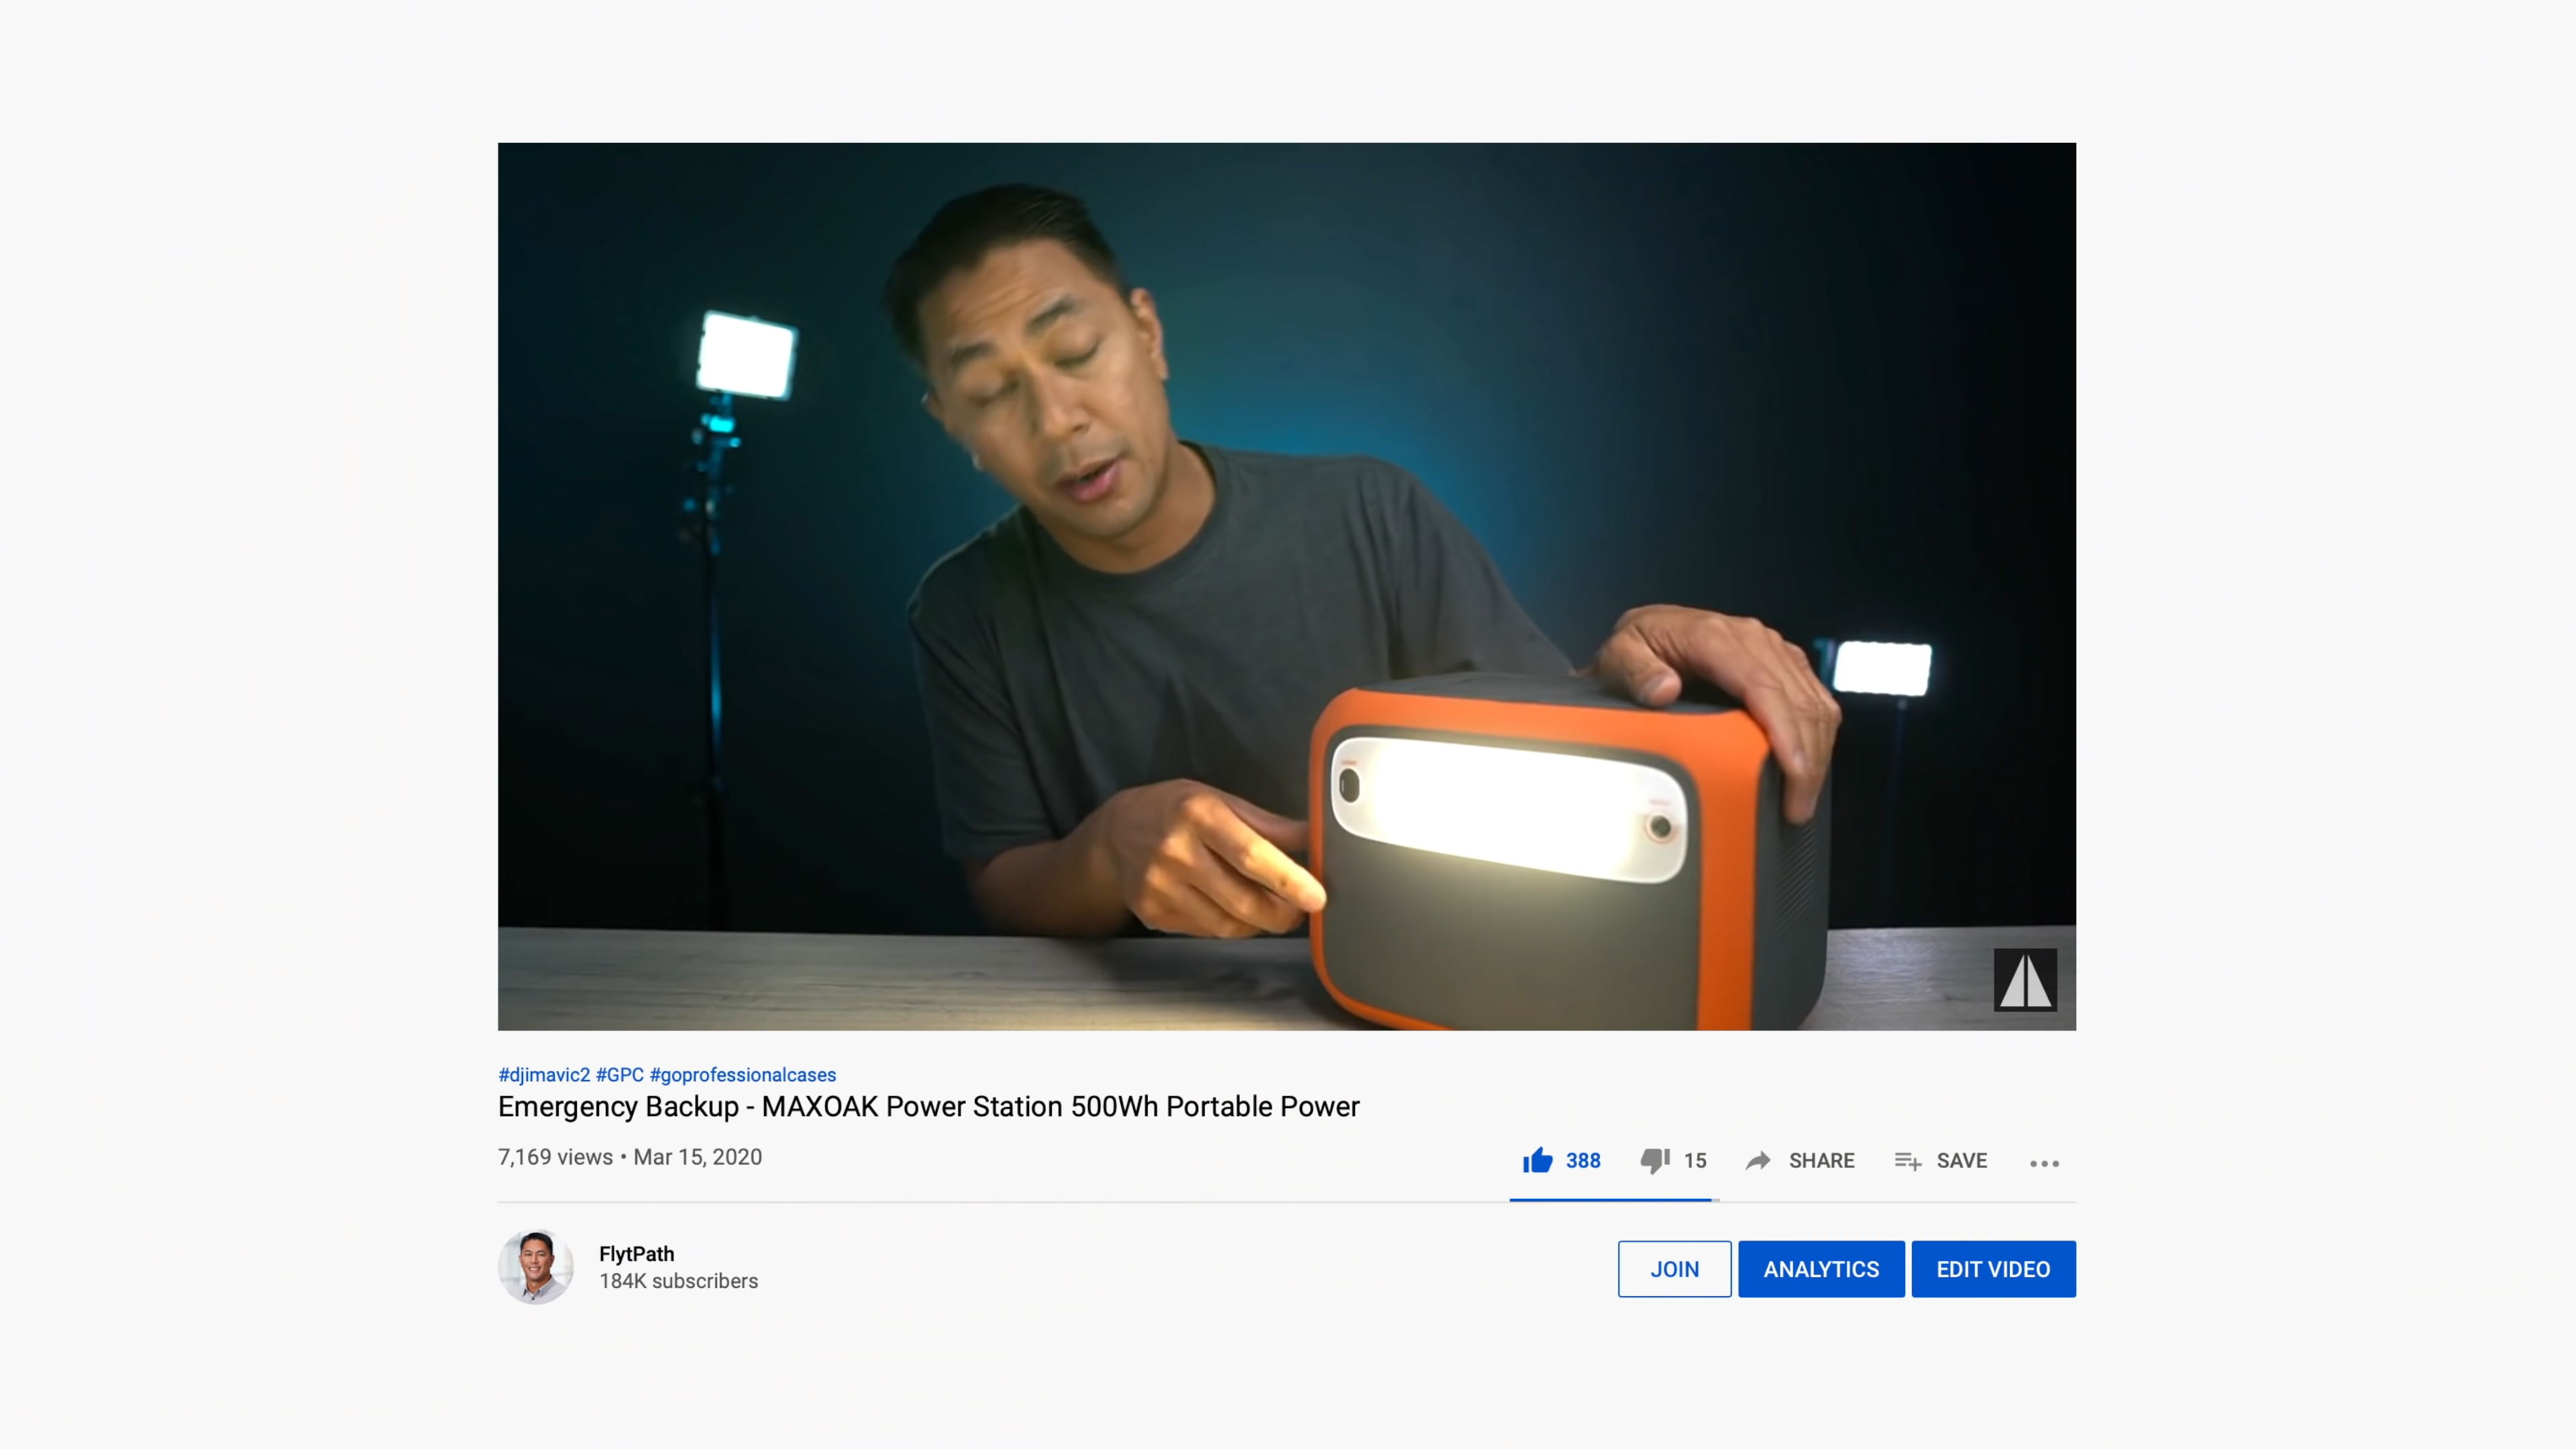 #djimavic2 #GPC #goprofessionalcases
Emergency Backup - MAXOAK Power Station 500Wh Portable Power
7,169 views • Mar 15, 2020
388 15 SHARE SAVE
FlytPath
184K subscribers
JOIN ANALYTICS EDIT VIDEO